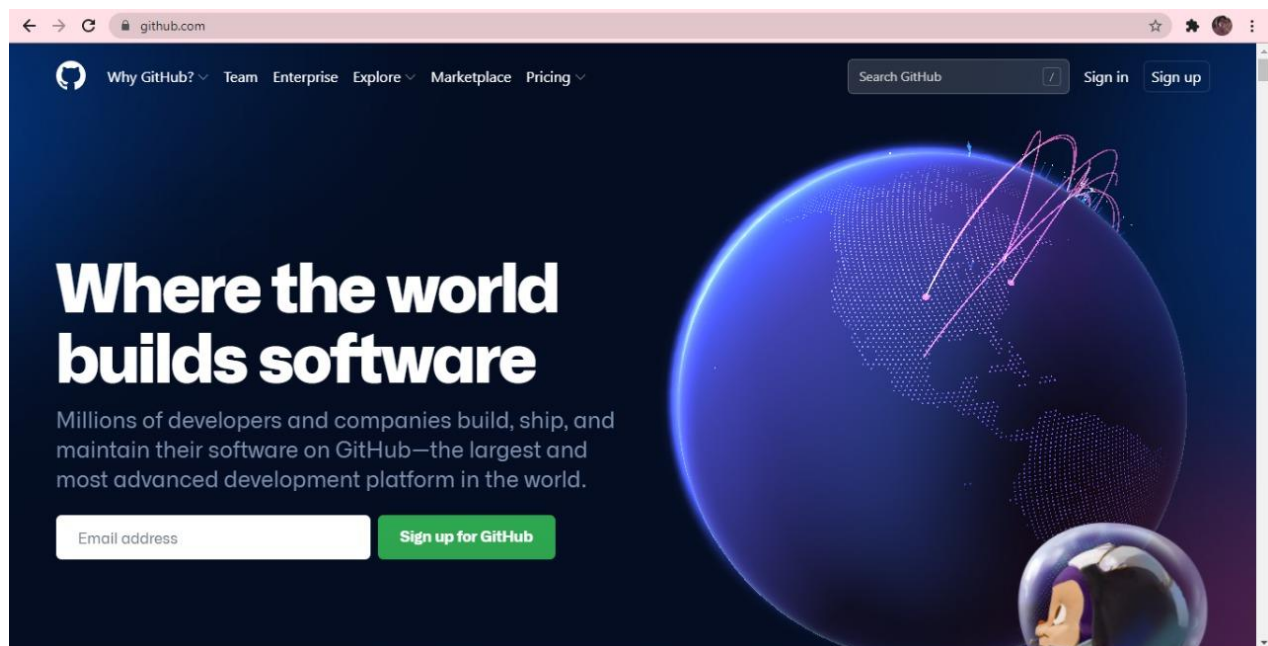 github.com
Why GitHub? Team Enterprise Explore Marketplace Pricing Search GitHub / Sign in Sign up
Where the world
builds software
Millions of developers and companies build, ship, and
maintain their software on GitHub—the largest and
most advanced development platform in the world.
Email address Sign up for GitHub